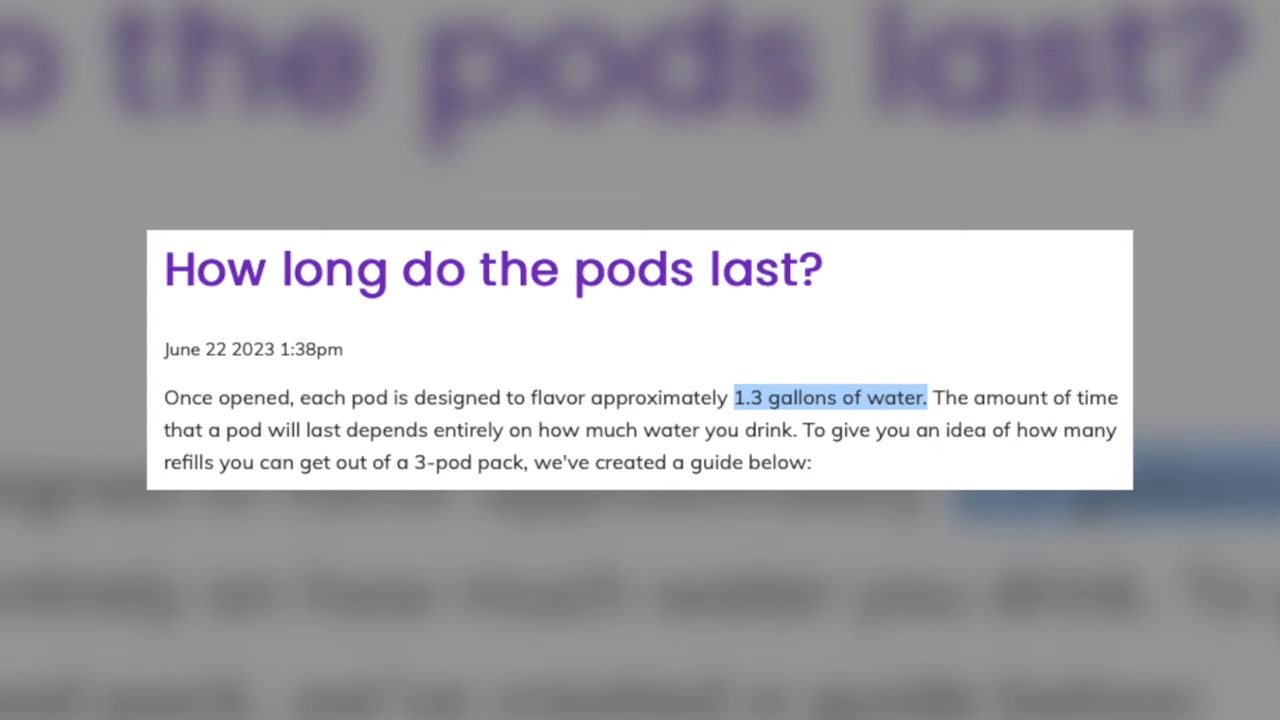 How long do the pods last?
June 22 2023 1:38pm
Once opened, each pod is designed to flavor approximately 1.3 gallons of water. The amount of time
that a pod will last depends entirely on how much water you drink. To give you an idea of how many
refills you can get out of a 3-pod pack, we've created a guide below: